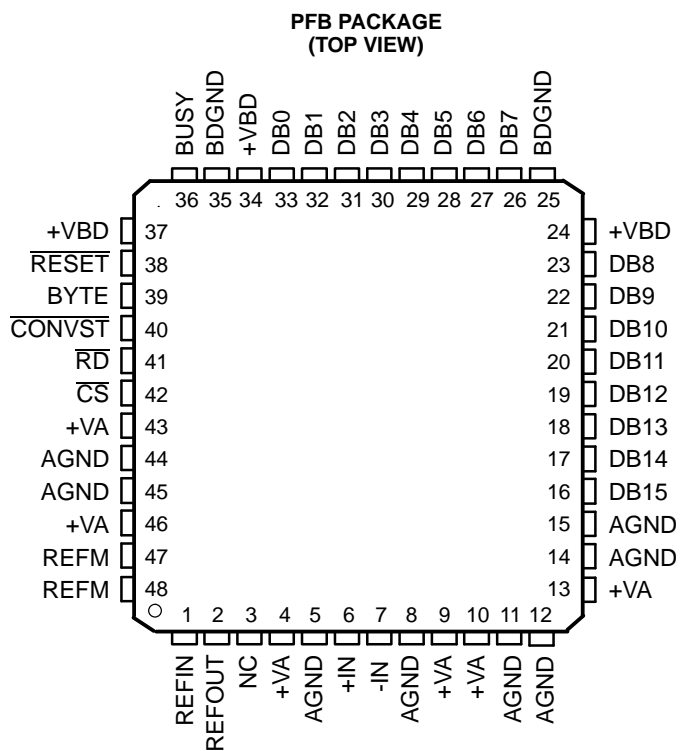 PFB PACKAGE
(TOP VIEW)
BUSY BDGND +VBD DB0 DB1 DB2 DB3 DB4 DB5 DB6 DB7 BDGND
36 35 34 33 32 31 30 29 28 27 26 25
+VBD 37 24 +VBD
RESET 38 23 DB8
BYTE 39 22 DB9
CONVST 40 21 DB10
RD 41 20 DB11
CS 42 19 DB12
+VA 43 18 DB13
AGND 44 17 DB14
AGND 45 16 DB15
+VA 46 15 AGND
REFM 47 14 AGND
REFM 48 13 +VA
1 2 3 4 5 6 7 8 9 10 11 12
REFIN REFOUT NC +VA AGND +IN -IN AGND +VA +VA AGND AGND